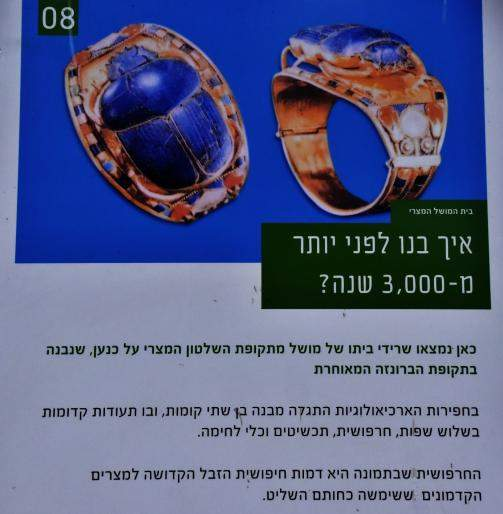 08
בית המושל המצרי
איך בנו לפני יותר
מ-3,000 שנה?
כאן נמצאו שרידי ביתו של מושל מתקופת השלטון המצרי על כנען, שנבנה
בתקופת הברונזה המאוחרת
בחפירות הארכיאולוגיות התגלה מבנה בן שתי קומות, ובו תעודות קדומות
בשלוש שפות, חרפושית, תכשיטים וכלי לחימה.
החרפושית שבתמונה היא דמות חיפושית הזבל הקדושה למצרים
הקדמונים ששימשה כחותם השליט.